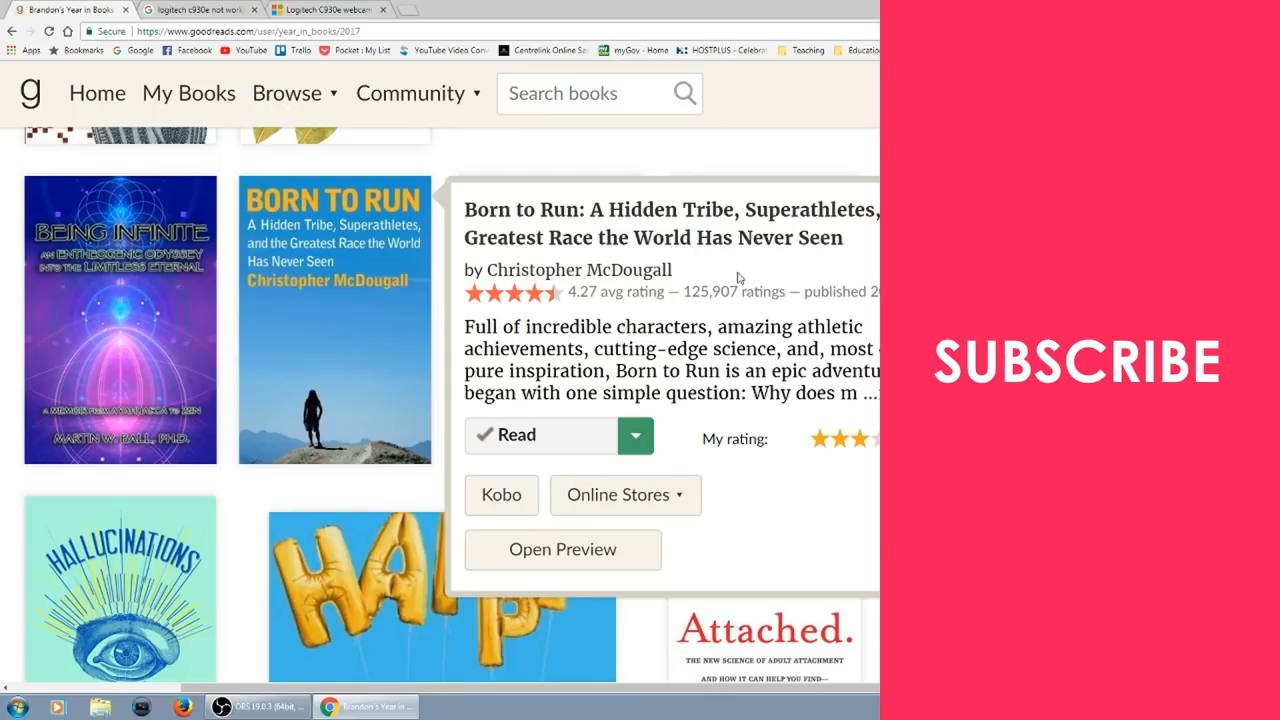 Brandon's Year in Books
logitech c930e not work
Logitech C930e webcam
Secure
https://www.goodreads.com/user/year_in_books/2017
Apps
Bookmarks
Google
Facebook
YouTube
Trello
Pocket : My List
YouTube Video Conv
Centrelink Online Se
myGov - Home
HOSTPLUS - Celebrat
Teaching
Educatio
g
Home
My Books
Browse
Community
Search books
BEING INFINITE
AN ENTHEOGENIC ODYSSEY
INTO THE LIMITLESS ETERNAL
A MEMOIR FROM AYAHUASCA TO ZEN
MARTIN W. BALL, PH.D.
BORN TO RUN
A Hidden Tribe, Superathletes,
and the Greatest Race the World
Has Never Seen
Christopher McDougall
Born to Run: A Hidden Tribe, Superathletes,
Greatest Race the World Has Never Seen
by Christopher McDougall
4.27 avg rating — 125,907 ratings — published 2
Full of incredible characters, amazing athletic
achievements, cutting-edge science, and, most
pure inspiration, Born to Run is an epic adventu
began with one simple question: Why does m ...
Read
My rating:
Kobo
Online Stores
Open Preview
HALLUCINATIONS
HAP
Attached.
THE NEW SCIENCE OF ADULT ATTACHMENT
AND HOW IT CAN HELP YOU FIND—
OBS 19.0.3 (64bit, ...
Brandon's Year in ...
SUBSCRIBE